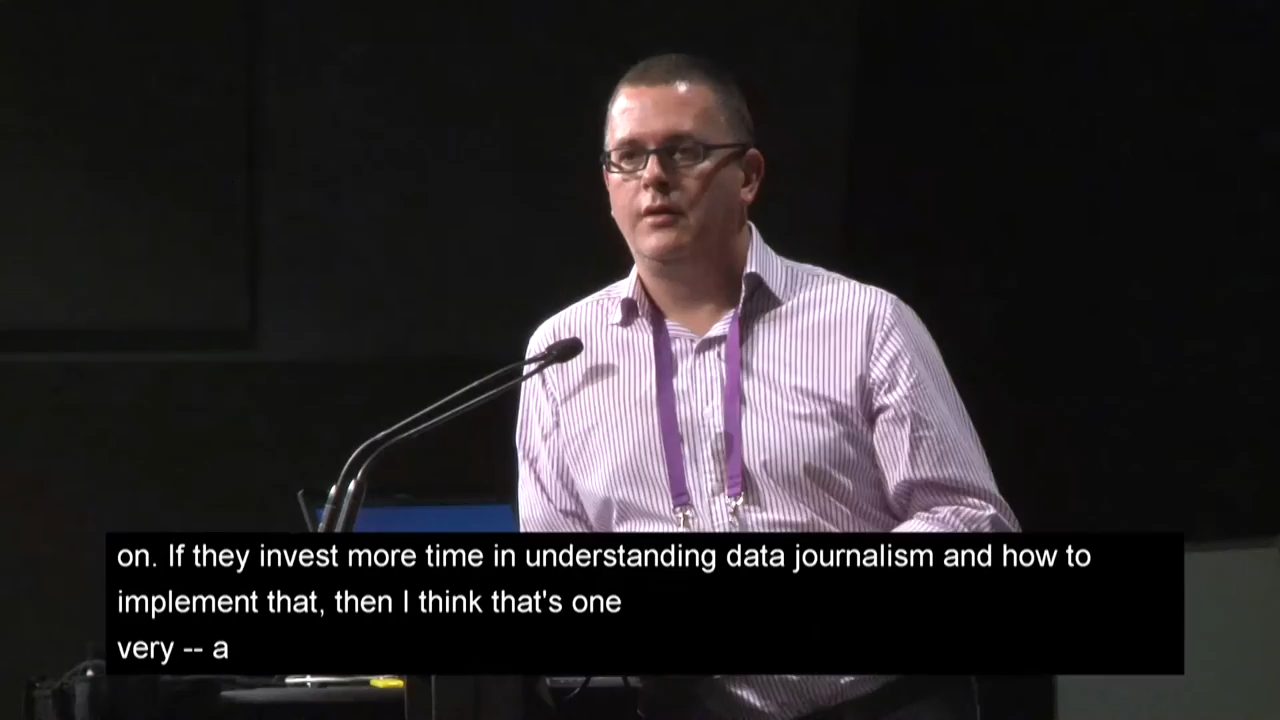 on. If they invest more time in understanding data journalism and how to
implement that, then I think that's one
very -- a